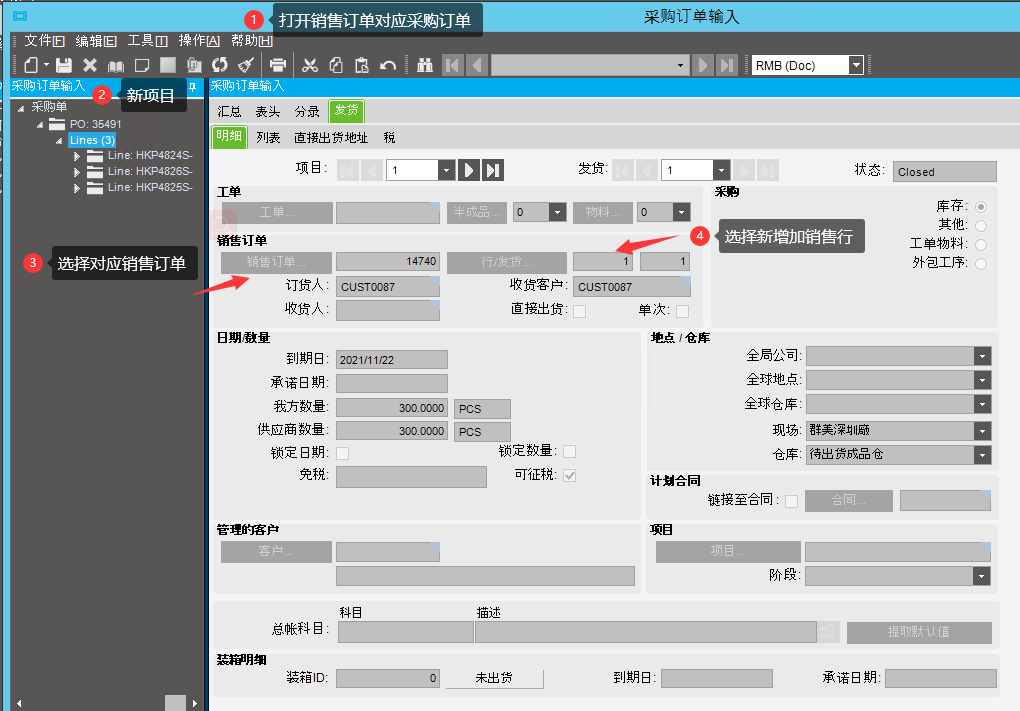 1 打开销售订单对应采购订单
采购订单输入
文件[F] 编辑[E] 工具[T] 操作[A] 帮助[H]
RMB (Doc)
采购订单输入
2 新项目
采购单
PO: 35491
Lines (3)
Line: HKP4824S-
Line: HKP4826S-
Line: HKP4825S-
3 选择对应销售订单
采购订单输入
汇总 表头 分录 发货
明细 列表 直接出货地址 税
项目: 1 发货: 1 状态: Closed
工单
工单... 半成品... 0 物料... 0
销售订单
4 选择新增加销售行
销售订单... 14740 行/发货... 1 1
订货人: CUST0087 收货客户: CUST0087
收货人: 直接出货: 单次:
采购
库存:
其他:
工单物料:
外包工序:
日期/数量
到期日: 2021/11/22
承诺日期:
我方数量: 300.0000 PCS
供应商数量: 300.0000 PCS
锁定日期: 锁定数量:
免税: 可征税:
地点 / 仓库
全局公司:
全球地点:
全球仓库:
现场: 群美深圳廠
仓库: 待出货成品仓
计划合同
链接至合同: 合同...
管理的客户
客户...
项目
项目...
阶段:
科目 描述
总帐科目: 提取默认值
装箱明细
装箱ID: 0 未出货 到期日: 承诺日期: